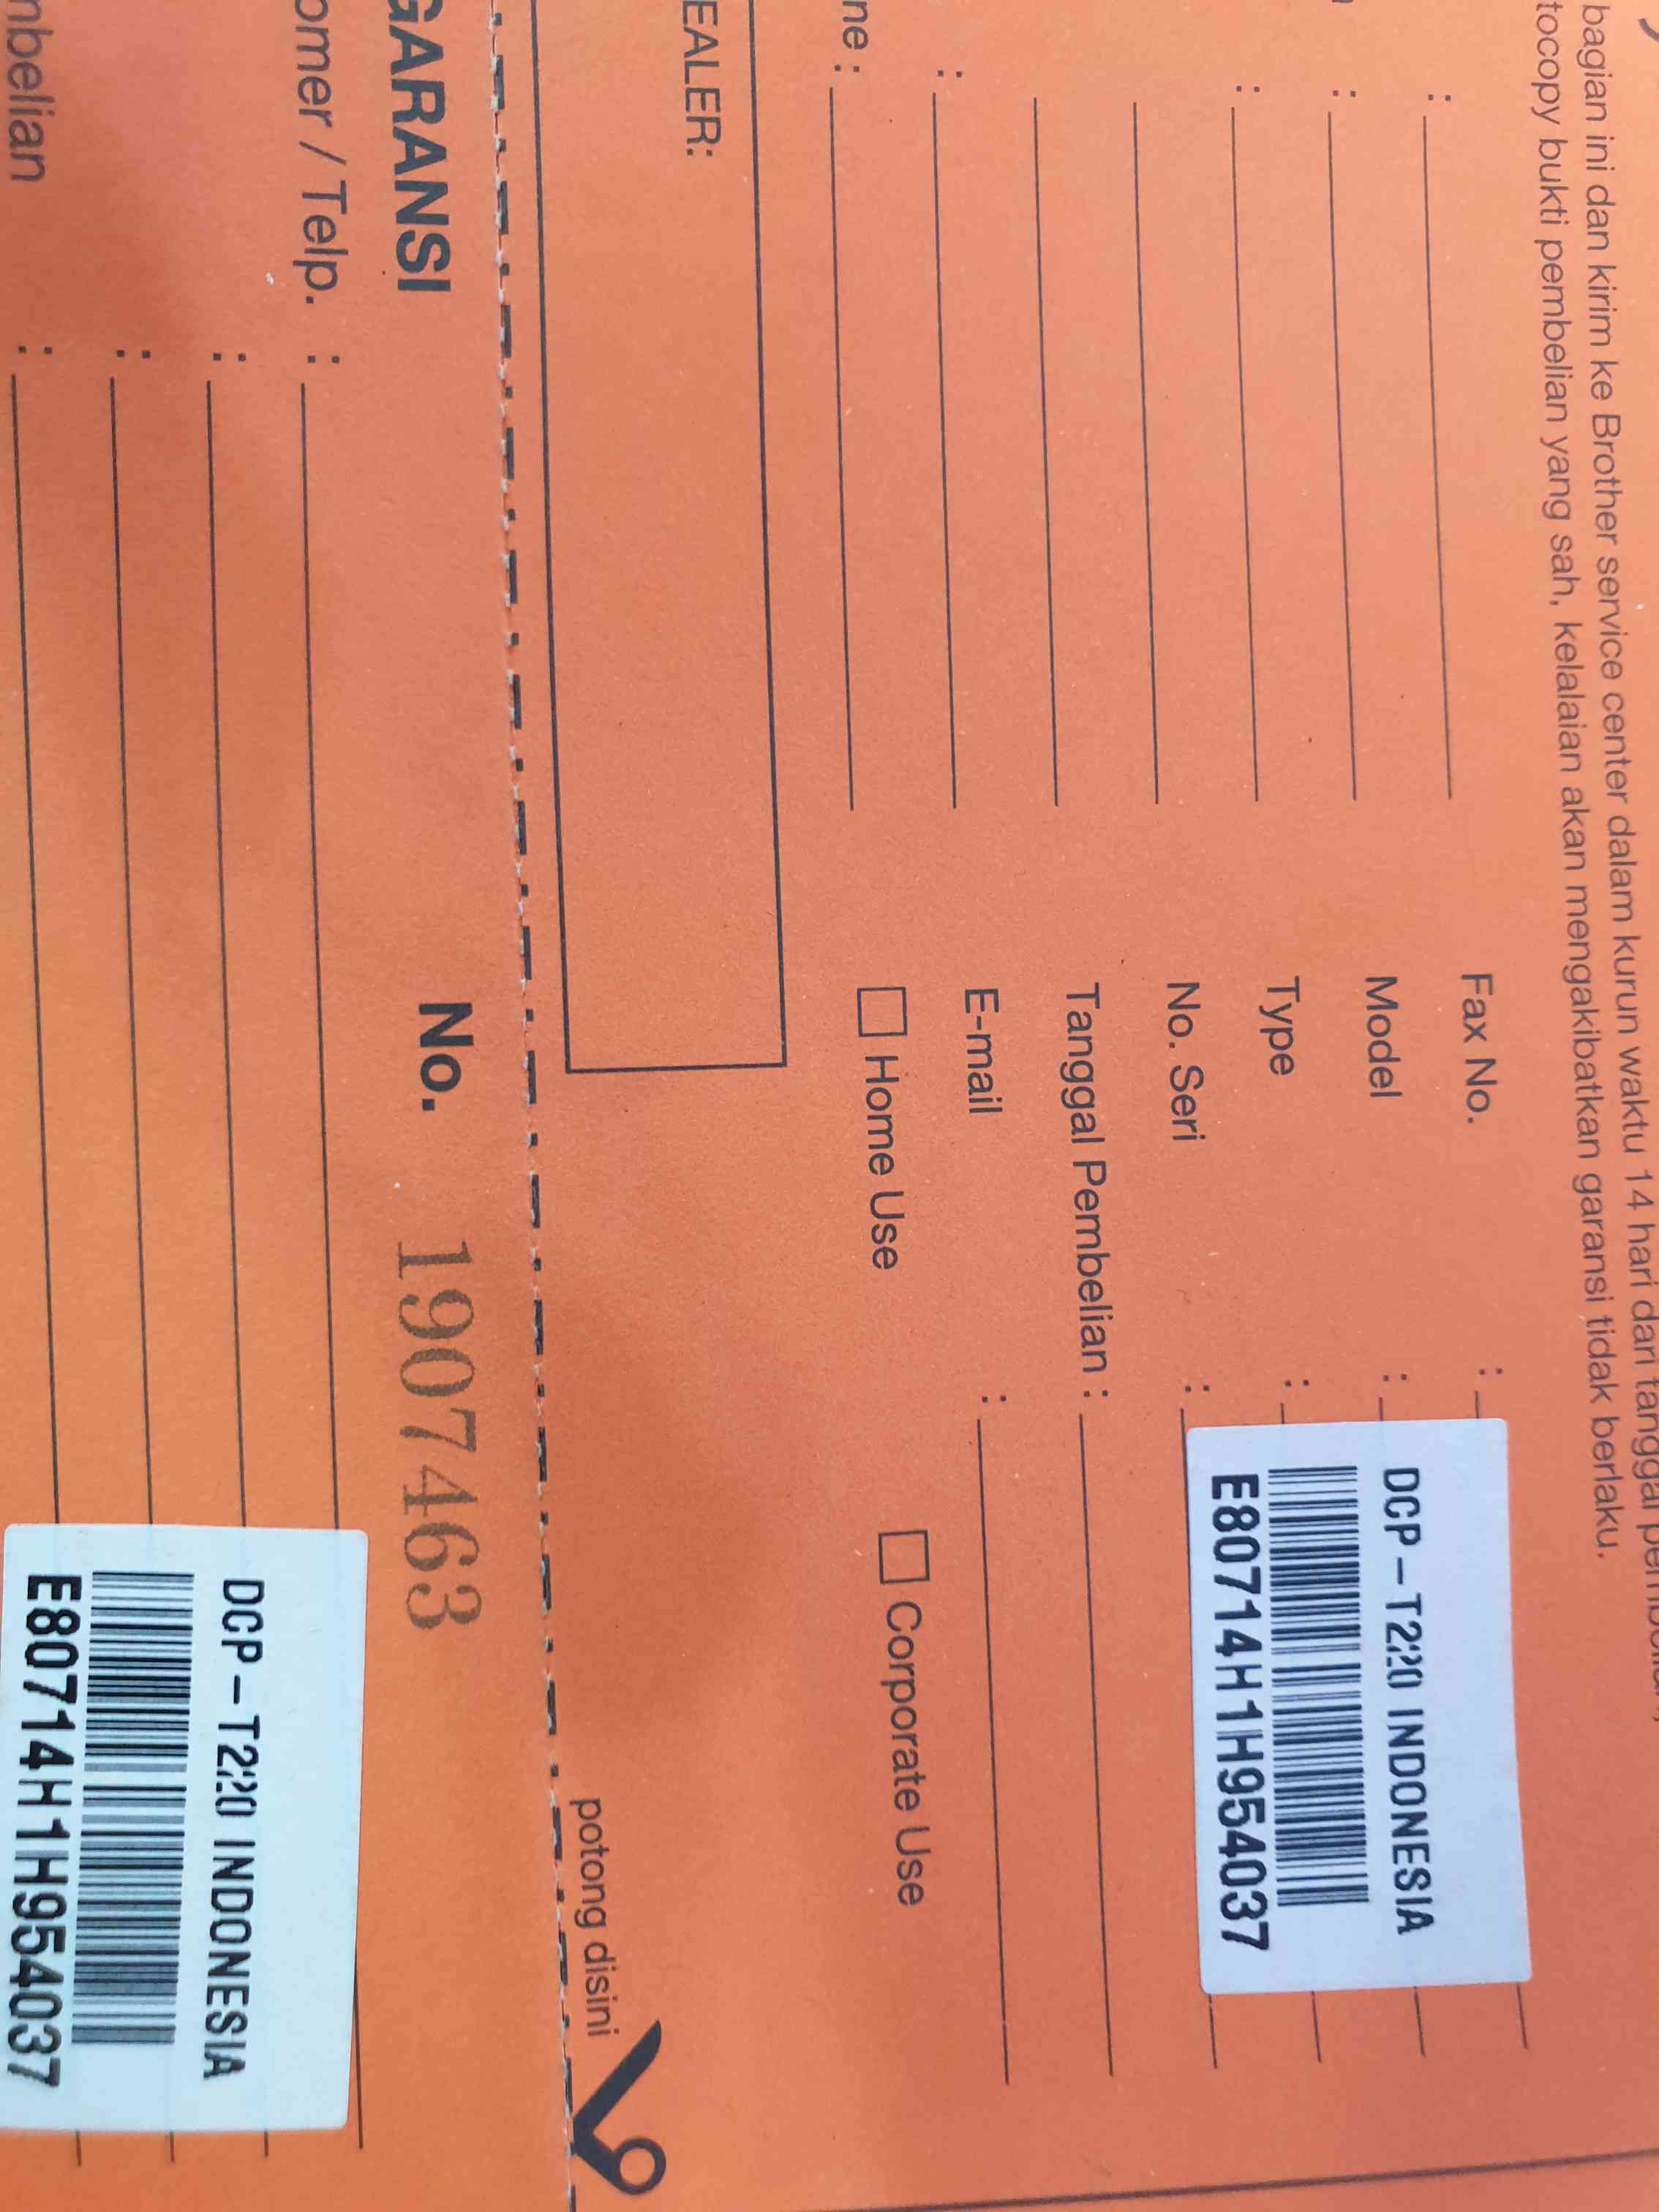 bagian ini dan kirim ke Brother service center dalam kurun waktu 14 hari dari tanggal pembelian,
tocopy bukti pembelian yang sah, kelalaian akan mengakibatkan garansi tidak berlaku.
: Fax No. :
: Model :
: Type :
No. Seri :
Tanggal Pembelian :
: E-mail :
ne : Home Use Corporate Use
DCP-T220 INDONESIA
E80714H1H954037
EALER:
potong disini
GARANSI No. 1907463
omer / Telp. :
:
:
nbelian :
DCP-T220 INDONESIA
E80714H1H954037